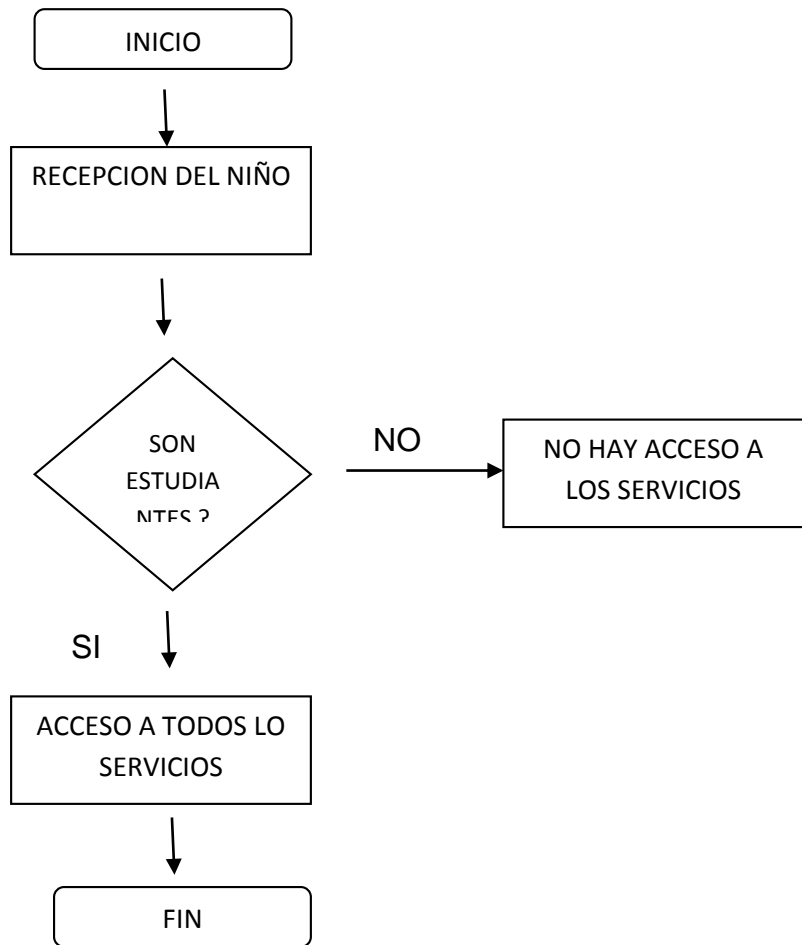 INICIO
RECEPCION DEL NIÑO
SON
ESTUDIA
NTES ?
NO
NO HAY ACCESO A
LOS SERVICIOS
SI
ACCESO A TODOS LO
SERVICIOS
FIN